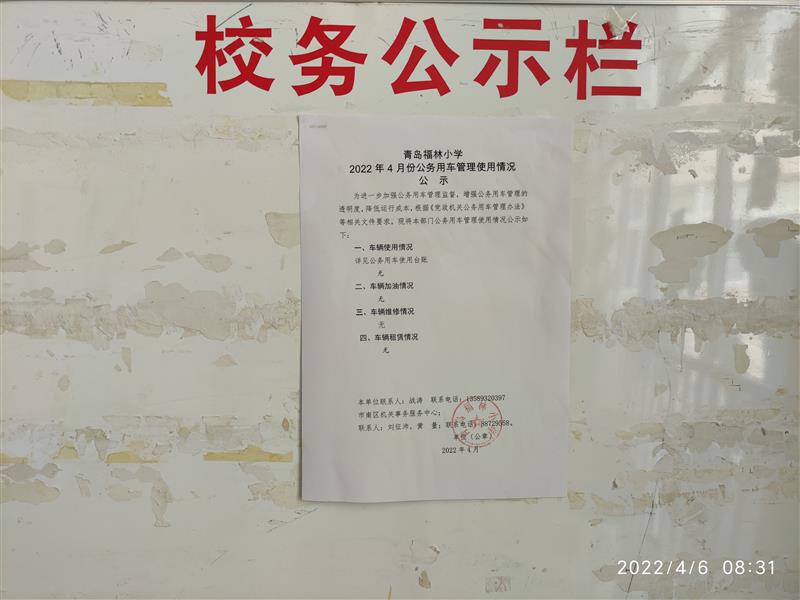 校务公示栏
青岛福林小学
2022年4月份公务用车管理使用情况
公 示
为进一步加强公务用车管理监督，增强公务用车管理的
透明度，降低运行成本，根据《党政机关公务用车管理办法》
等相关文件要求，现将本部门公务用车管理使用情况公示如
下：
一、车辆使用情况
详见公务用车使用台账
无
二、车辆加油情况
无
三、车辆维修情况
无
四、车辆租赁情况
无
本单位联系人：战涛 联系电话：13589320397
市南区机关事务服务中心；
联系人：刘征沛，黄 量；联系电话：88729568。
单位（公章）
2022年4月
2022/4/6 08:31